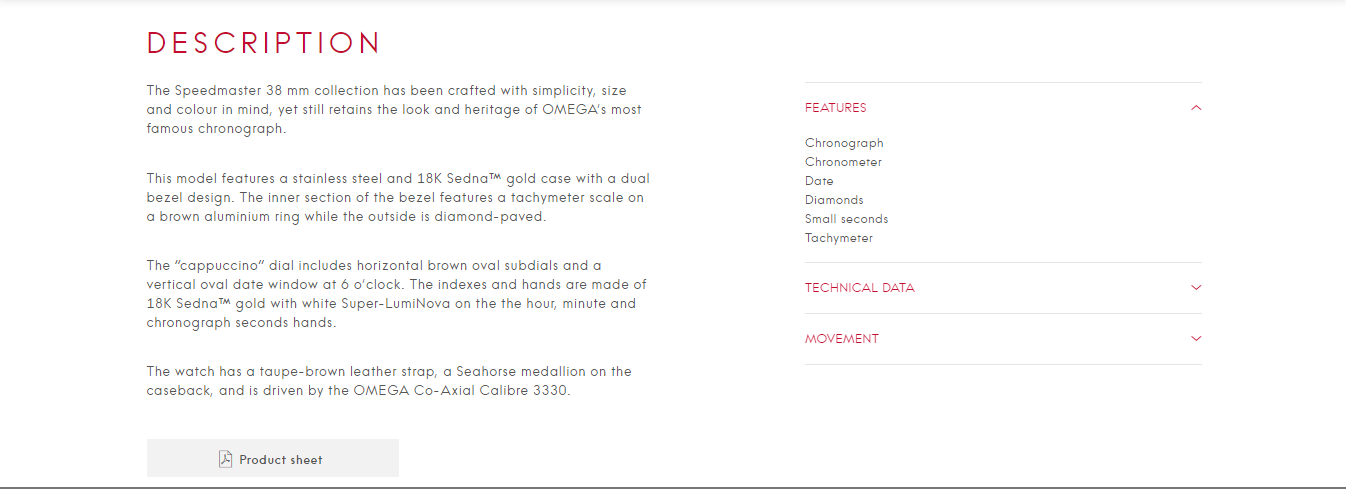 DESCRIPTION
The Speedmaster 38 mm collection has been crafted with simplicity, size
and colour in mind, yet still retains the look and heritage of OMEGA's most
famous chronograph.
This model features a stainless steel and 18K Sedna™ gold case with a dual
bezel design. The inner section of the bezel features a tachymeter scale on
a brown aluminium ring while the outside is diamond-paved.
The "cappuccino" dial includes horizontal brown oval subdials and a
vertical oval date window at 6 o'clock. The indexes and hands are made of
18K Sedna™ gold with white Super-LumiNova on the the hour, minute and
chronograph seconds hands.
The watch has a taupe-brown leather strap, a Seahorse medallion on the
caseback, and is driven by the OMEGA Co-Axial Calibre 3330.
Product sheet
FEATURES
Chronograph
Chronometer
Date
Diamonds
Small seconds
Tachymeter
TECHNICAL DATA
MOVEMENT